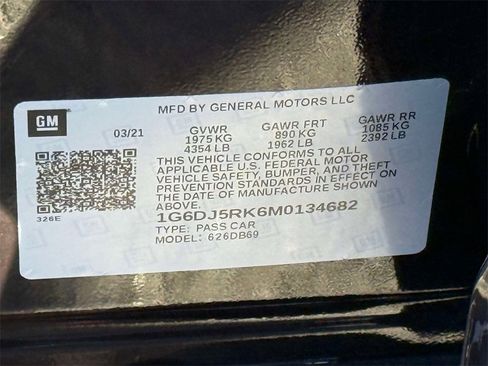 MFD BY GENERAL MOTORS LLC
GM
03/21
GVWR GAWR FRT GAWR RR
1975 KG 890 KG 1085 KG
4354 LB 1962 LB 2392 LB
THIS VEHICLE CONFORMS TO ALL
APPLICABLE U.S. FEDERAL MOTOR
VEHICLE SAFETY, BUMPER, AND THEFT
PREVENTION STANDARDS IN EFFECT ON
THE DATE OF MANUFACTURE SHOWN
ABOVE.
326E
1G6DJ5RK6M0134682
TYPE: PASS CAR
MODEL: 626DB69